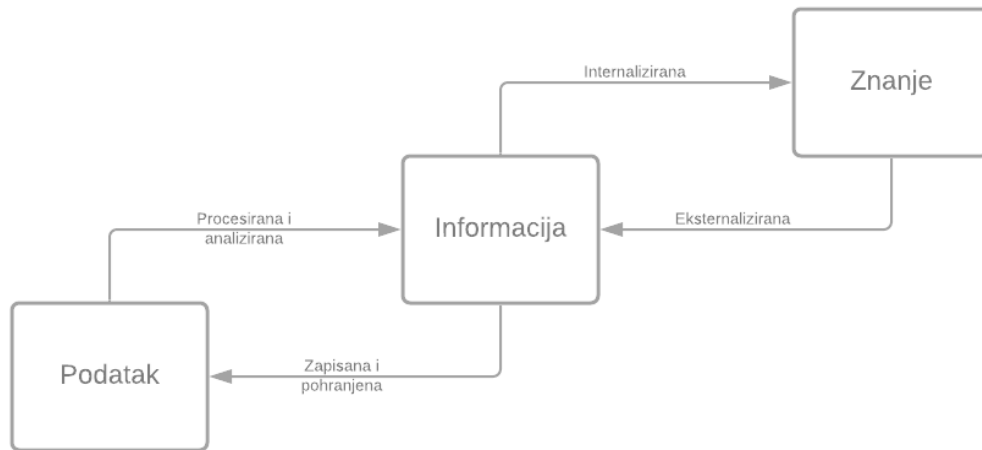 Internalizirana
Znanje
Procesirana i
analizirana
Informacija
Eksternalizirana
Podatak
Zapisana i
pohranjena